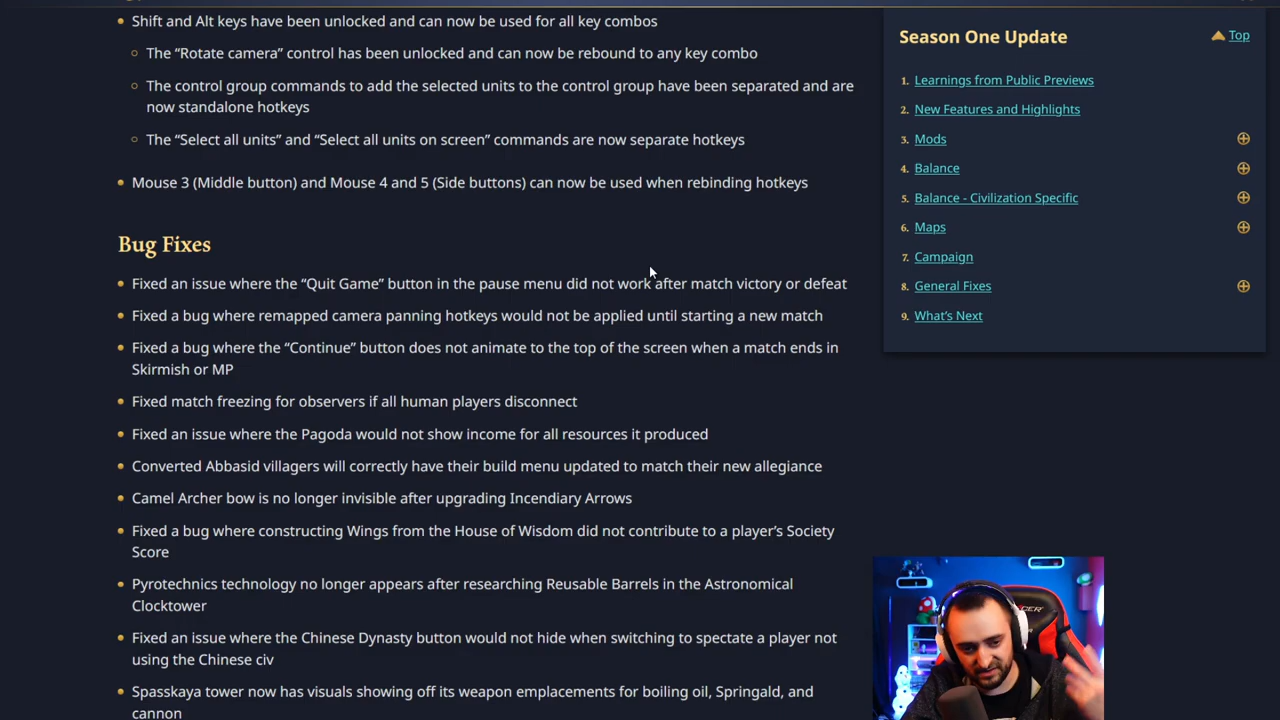 Shift and Alt keys have been unlocked and can now be used for all key combos
The “Rotate camera” control has been unlocked and can now be rebound to any key combo
The control group commands to add the selected units to the control group have been separated and are
now standalone hotkeys
The “Select all units” and “Select all units on screen” commands are now separate hotkeys
Mouse 3 (Middle button) and Mouse 4 and 5 (Side buttons) can now be used when rebinding hotkeys
Bug Fixes
Fixed an issue where the “Quit Game” button in the pause menu did not work after match victory or defeat
Fixed a bug where remapped camera panning hotkeys would not be applied until starting a new match
Fixed a bug where the “Continue” button does not animate to the top of the screen when a match ends in
Skirmish or MP
Fixed match freezing for observers if all human players disconnect
Fixed an issue where the Pagoda would not show income for all resources it produced
Converted Abbasid villagers will correctly have their build menu updated to match their new allegiance
Camel Archer bow is no longer invisible after upgrading Incendiary Arrows
Fixed a bug where constructing Wings from the House of Wisdom did not contribute to a player’s Society
Score
Pyrotechnics technology no longer appears after researching Reusable Barrels in the Astronomical
Clocktower
Fixed an issue where the Chinese Dynasty button would not hide when switching to spectate a player not
using the Chinese civ
Spasskaya tower now has visuals showing off its weapon emplacements for boiling oil, Springald, and
cannon
Season One Update
Top
1. Learnings from Public Previews
2. New Features and Highlights
3. Mods
4. Balance
5. Balance - Civilization Specific
6. Maps
7. Campaign
8. General Fixes
9. What’s Next